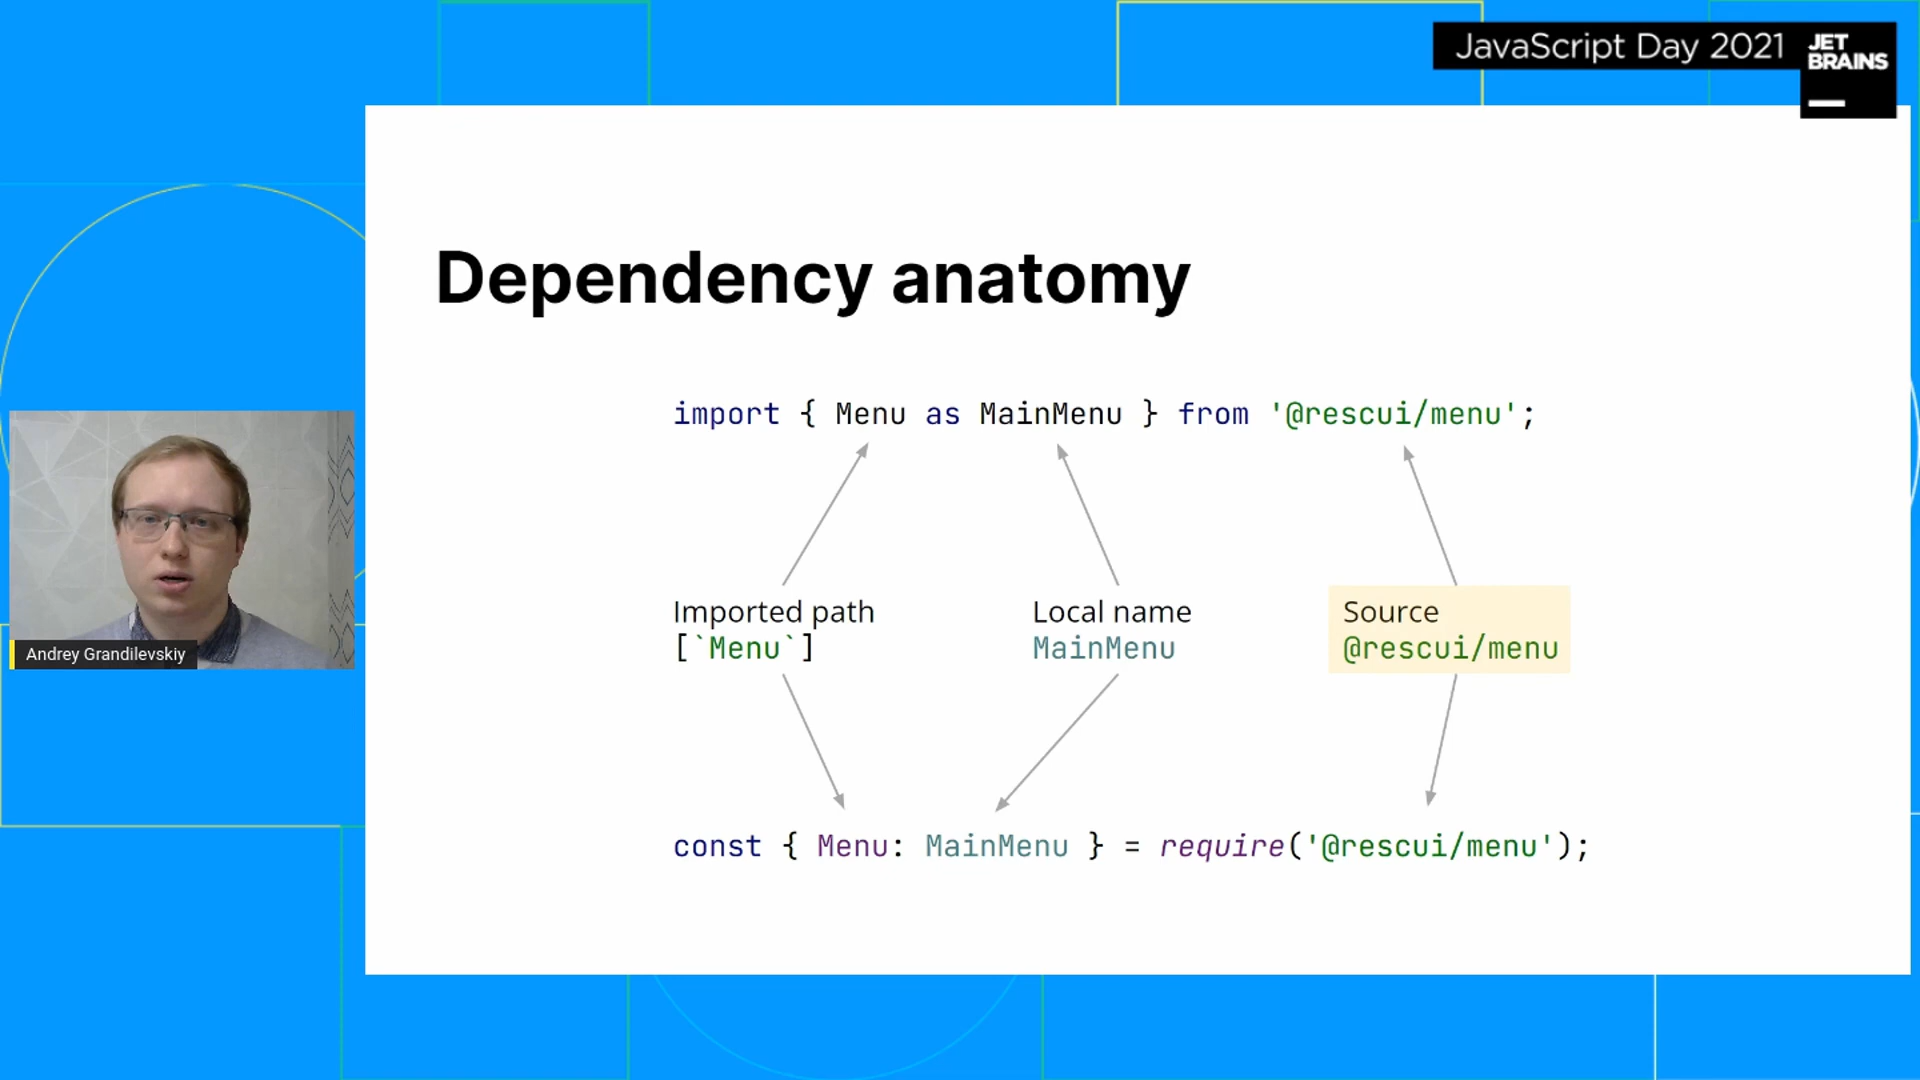 JavaScript Day 2021
JET
BRAINS
Dependency anatomy
import { Menu as MainMenu } from '@rescui/menu';
Imported path
[`Menu`]
Local name
MainMenu
Source
@rescui/menu
const { Menu: MainMenu } = require('@rescui/menu');
Andrey Grandilevskiy